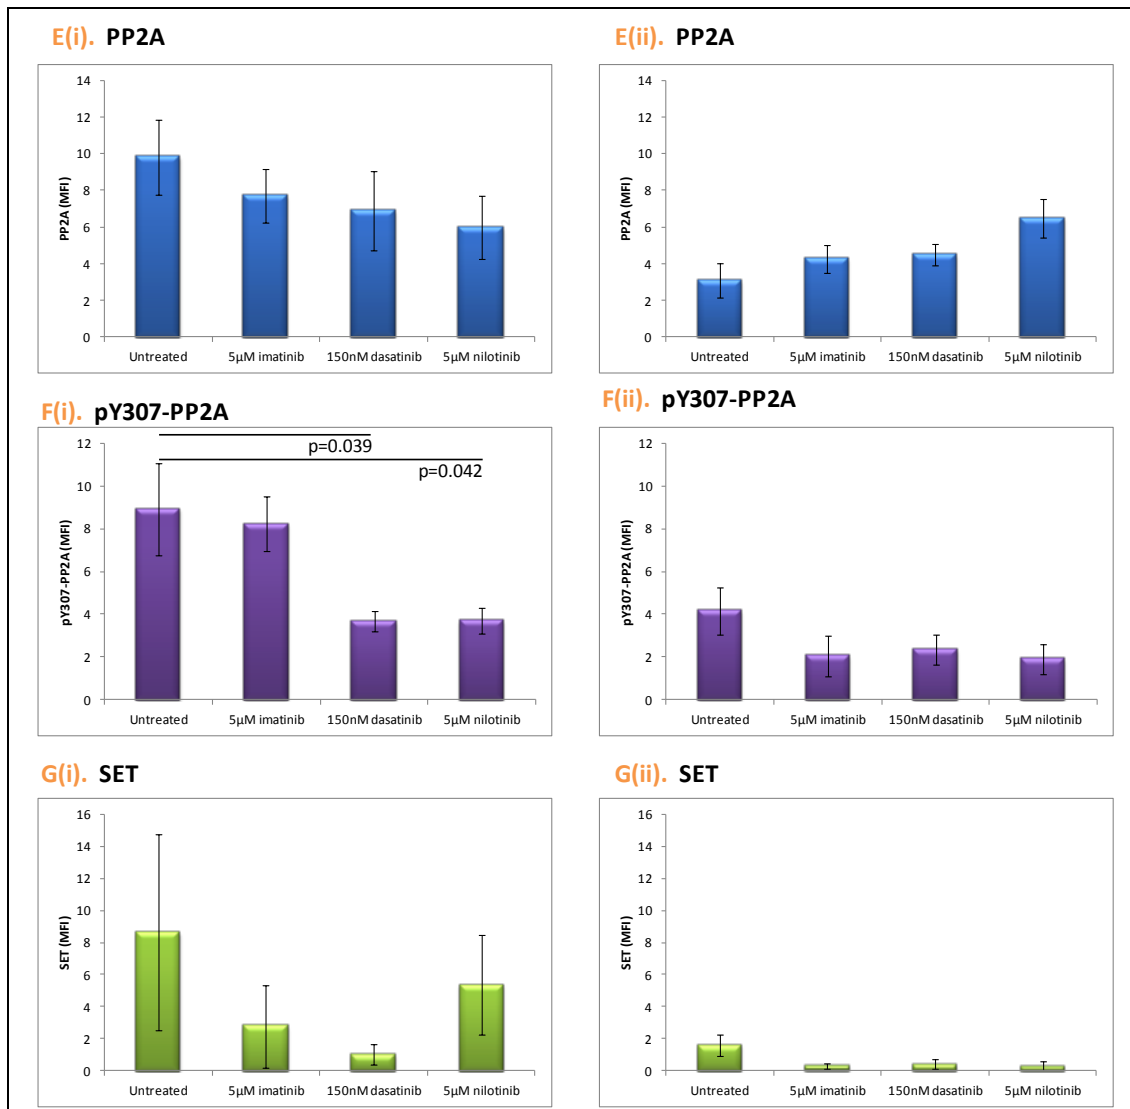 E(i). PP2A
14
12
10
8
6
4
2
0
PP2A (MFI)
Untreated 5µM imatinib 150nM dasatinib 5µM nilotinib
E(ii). PP2A
14
12
10
8
6
4
2
0
PP2A (MFI)
Untreated 5µM imatinib 150nM dasatinib 5µM nilotinib
F(i). pY307-PP2A
12
10
8
6
4
2
0
pY307-PP2A (MFI)
p=0.039
p=0.042
Untreated 5µM imatinib 150nM dasatinib 5µM nilotinib
F(ii). pY307-PP2A
12
10
8
6
4
2
0
pY307-PP2A (MFI)
Untreated 5µM imatinib 150nM dasatinib 5µM nilotinib
G(i). SET
16
14
12
10
8
6
4
2
0
SET (MFI)
Untreated 5µM imatinib 150nM dasatinib 5µM nilotinib
G(ii). SET
16
14
12
10
8
6
4
2
0
SET (MFI)
Untreated 5µM imatinib 150nM dasatinib 5µM nilotinib